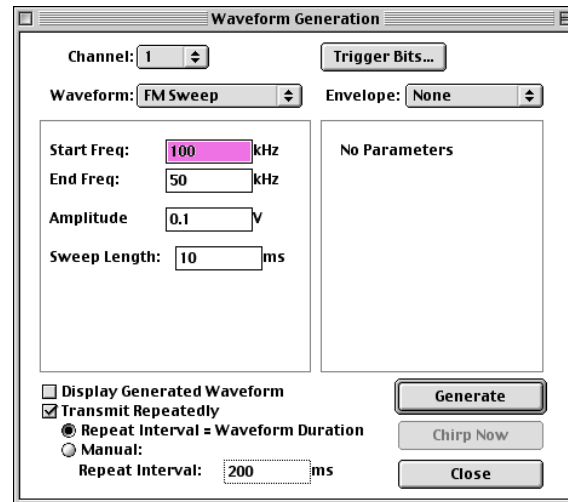 Waveform Generation
Channel: 1
Trigger Bits...
Waveform: FM Sweep
Envelope: None
Start Freq: 100 kHz
End Freq: 50 kHz
Amplitude 0.1 V
Sweep Length: 10 ms
No Parameters
Display Generated Waveform
Transmit Repeatedly
Repeat Interval = Waveform Duration
Manual:
Repeat Interval: 200 ms
Generate
Chirp Now
Close